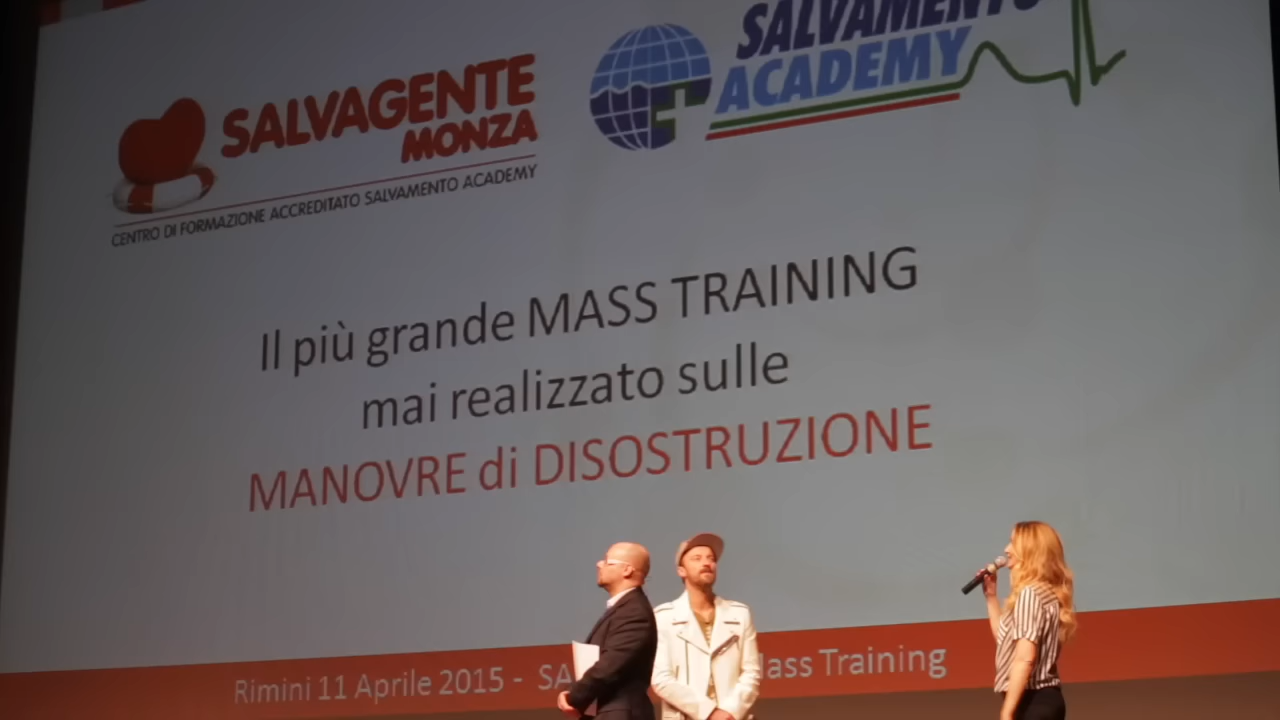 SALVAGENTE
MONZA
CENTRO DI FORMAZIONE ACCREDITATO SALVAMENTO ACADEMY
SALVAMENTO
ACADEMY
Il più grande MASS TRAINING
mai realizzato sulle
MANOVRE di DISOSTRUZIONE
Rimini 11 Aprile 2015 - Training